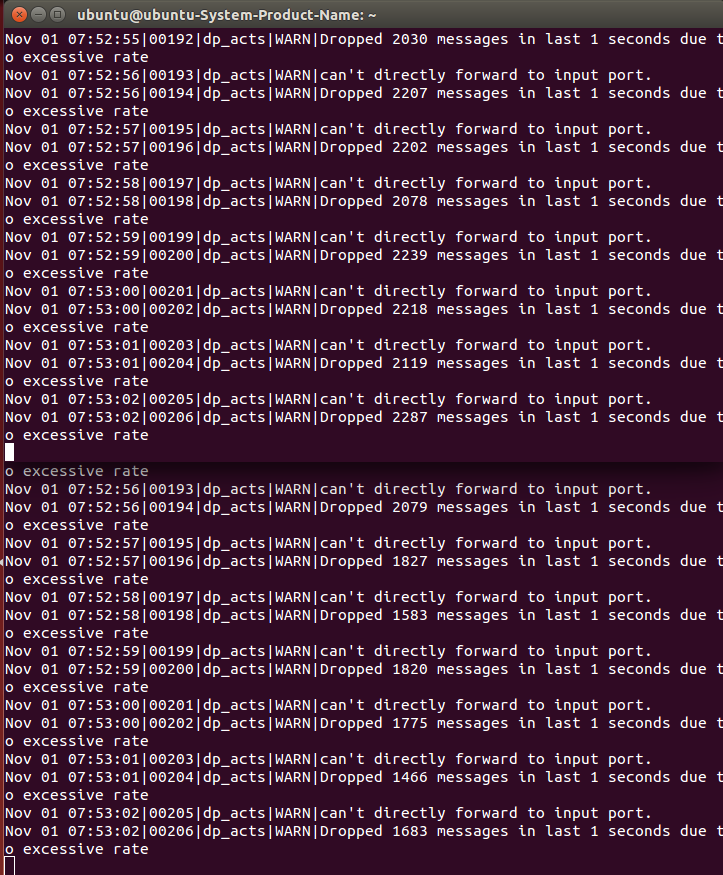 ubuntu@ubuntu-System-Product-Name: ~
Nov 01 07:52:55|00192|dp_acts|WARN|Dropped 2030 messages in last 1 seconds due t
o excessive rate
Nov 01 07:52:56|00193|dp_acts|WARN|can't directly forward to input port.
Nov 01 07:52:56|00194|dp_acts|WARN|Dropped 2207 messages in last 1 seconds due t
o excessive rate
Nov 01 07:52:57|00195|dp_acts|WARN|can't directly forward to input port.
Nov 01 07:52:57|00196|dp_acts|WARN|Dropped 2202 messages in last 1 seconds due t
o excessive rate
Nov 01 07:52:58|00197|dp_acts|WARN|can't directly forward to input port.
Nov 01 07:52:58|00198|dp_acts|WARN|Dropped 2078 messages in last 1 seconds due t
o excessive rate
Nov 01 07:52:59|00199|dp_acts|WARN|can't directly forward to input port.
Nov 01 07:52:59|00200|dp_acts|WARN|Dropped 2239 messages in last 1 seconds due t
o excessive rate
Nov 01 07:53:00|00201|dp_acts|WARN|can't directly forward to input port.
Nov 01 07:53:00|00202|dp_acts|WARN|Dropped 2218 messages in last 1 seconds due t
o excessive rate
Nov 01 07:53:01|00203|dp_acts|WARN|can't directly forward to input port.
Nov 01 07:53:01|00204|dp_acts|WARN|Dropped 2119 messages in last 1 seconds due t
o excessive rate
Nov 01 07:53:02|00205|dp_acts|WARN|can't directly forward to input port.
Nov 01 07:53:02|00206|dp_acts|WARN|Dropped 2287 messages in last 1 seconds due t
o excessive rate
o excessive rate
Nov 01 07:52:56|00193|dp_acts|WARN|can't directly forward to input port.
Nov 01 07:52:56|00194|dp_acts|WARN|Dropped 2079 messages in last 1 seconds due t
o excessive rate
Nov 01 07:52:57|00195|dp_acts|WARN|can't directly forward to input port.
Nov 01 07:52:57|00196|dp_acts|WARN|Dropped 1827 messages in last 1 seconds due t
o excessive rate
Nov 01 07:52:58|00197|dp_acts|WARN|can't directly forward to input port.
Nov 01 07:52:58|00198|dp_acts|WARN|Dropped 1583 messages in last 1 seconds due t
o excessive rate
Nov 01 07:52:59|00199|dp_acts|WARN|can't directly forward to input port.
Nov 01 07:52:59|00200|dp_acts|WARN|Dropped 1820 messages in last 1 seconds due t
o excessive rate
Nov 01 07:53:00|00201|dp_acts|WARN|can't directly forward to input port.
Nov 01 07:53:00|00202|dp_acts|WARN|Dropped 1775 messages in last 1 seconds due t
o excessive rate
Nov 01 07:53:01|00203|dp_acts|WARN|can't directly forward to input port.
Nov 01 07:53:01|00204|dp_acts|WARN|Dropped 1466 messages in last 1 seconds due t
o excessive rate
Nov 01 07:53:02|00205|dp_acts|WARN|can't directly forward to input port.
Nov 01 07:53:02|00206|dp_acts|WARN|Dropped 1683 messages in last 1 seconds due t
o excessive rate